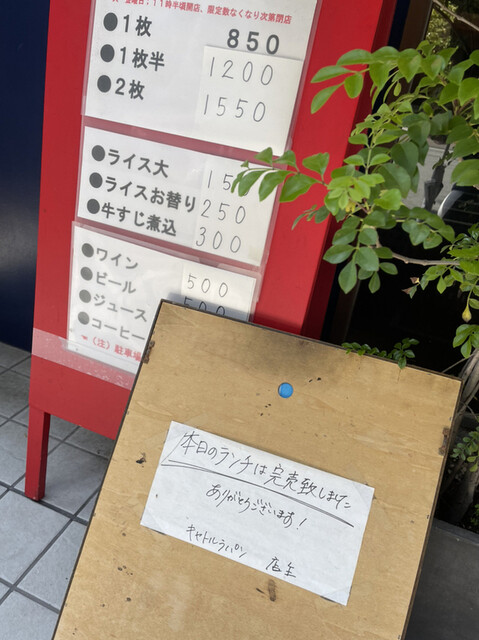 曜日：11時半頃開店、限定数なくなり次第閉店
●1枚 850
●1枚半 1200
●2枚 1550
●ライス大 15
●ライスお替り 250
●牛すじ煮込 300
●ワイン 500
●ビール 500
●ジュース
●コーヒー
(注)駐車場
本日のランチは完売致しました
ありがとうございます!
キャトルラパン 店主